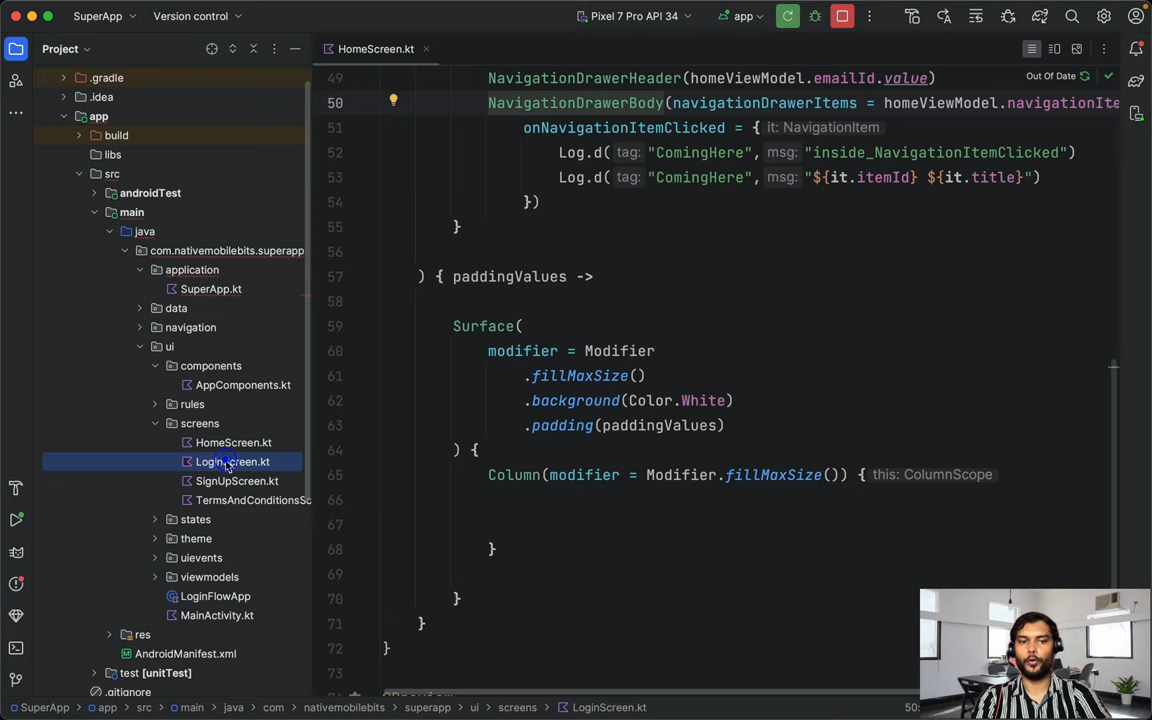 SuperApp
Version control
Pixel 7 Pro API 34
app
Project
HomeScreen.kt
.gradle
.idea
app
build
libs
src
androidTest
main
java
com.nativemobilebits.superapp
application
SuperApp.kt
data
navigation
ui
components
AppComponents.kt
rules
screens
HomeScreen.kt
LoginScreen.kt
SignUpScreen.kt
TermsAndConditionsSc
states
theme
uievents
viewmodels
LoginFlowApp
MainActivity.kt
res
AndroidManifest.xml
test [unitTest]
.gitignore
Out Of Date
49 NavigationDrawerHeader(homeViewModel.emailId.value)
50 NavigationDrawerBody(navigationDrawerItems = homeViewModel.navigationIte
51 onNavigationItemClicked = { it: NavigationItem
52 Log.d( tag: "ComingHere", msg: "inside_NavigationItemClicked")
53 Log.d( tag: "ComingHere", msg: "${it.itemId} ${it.title}")
54 })
55 }
56
57 ) { paddingValues ->
58
59 Surface(
60 modifier = Modifier
61 .fillMaxSize()
62 .background(Color.White)
63 .padding(paddingValues)
64 ) {
65 Column(modifier = Modifier.fillMaxSize()) { this: ColumnScope
66
67
68 }
69
70 }
71 }
72 }
73
SuperApp > app > src > main > java > com > nativemobilebits > superapp > ui > screens > LoginScreen.kt
50: